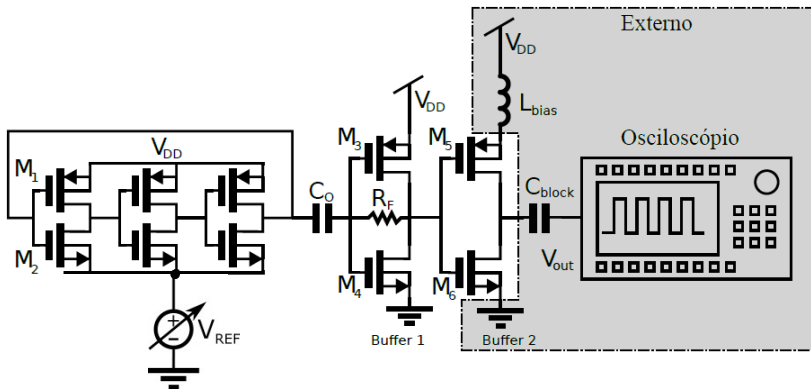 Externo
VDD
Lbias
VDD
Osciloscópio
M1
VDD
M3
M5
CO
RF
Cblock
M2
M4
M6
Vout
+
−
VREF
Buffer 1
Buffer 2